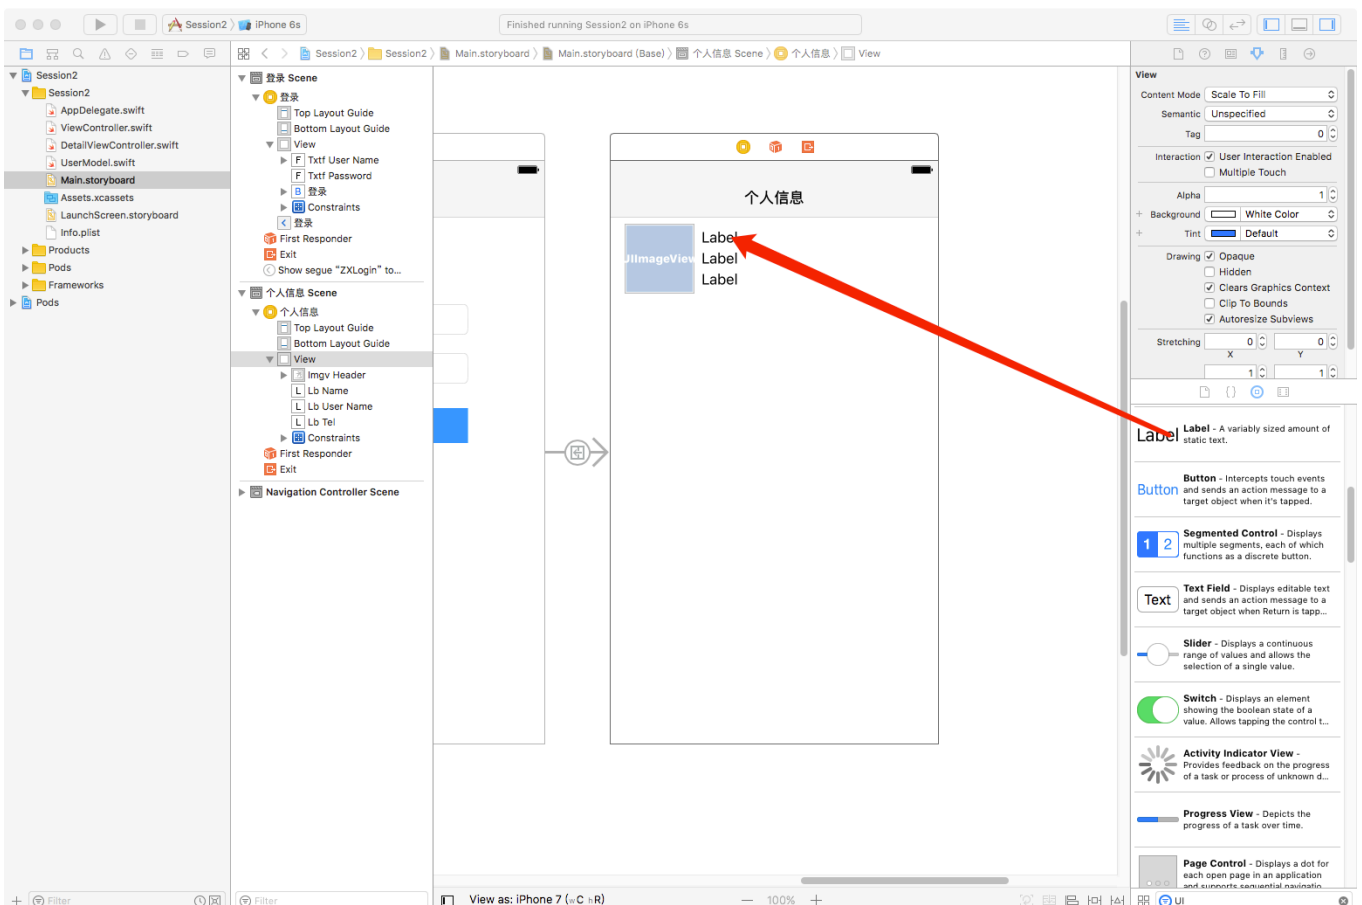 Session2 〉 iPhone 6s
Finished running Session2 on iPhone 6s
Session2 〉 Session2 〉 Main.storyboard 〉 Main.storyboard (Base) 〉 个人信息 Scene 〉 个人信息 〉 View
Session2
Session2
AppDelegate.swift
ViewController.swift
DetailViewController.swift
UserModel.swift
Main.storyboard
Assets.xcassets
LaunchScreen.storyboard
Info.plist
Products
Pods
Frameworks
Pods
Filter
登录 Scene
登录
Top Layout Guide
Bottom Layout Guide
View
F Txtf User Name
F Txtf Password
B 登录
Constraints
登录
First Responder
Exit
Show segue “ZXLogin” to...
个人信息 Scene
个人信息
Top Layout Guide
Bottom Layout Guide
View
Imgv Header
L Lb Name
L Lb User Name
L Lb Tel
Constraints
First Responder
Exit
Navigation Controller Scene
Filter
个人信息
UIImageView
Label
Label
Label
View as: iPhone 7 (wC hR)
100%
View
Content Mode Scale To Fill
Semantic Unspecified
Tag 0
Interaction User Interaction Enabled
Multiple Touch
Alpha 1
Background White Color
Tint Default
Drawing Opaque
Hidden
Clears Graphics Context
Clip To Bounds
Autoresize Subviews
Stretching 0 0
X Y
1 1
Label
Label - A variably sized amount of
static text.
Button
Button - Intercepts touch events
and sends an action message to a
target object when it's tapped.
1 2
Segmented Control - Displays
multiple segments, each of which
functions as a discrete button.
Text
Text Field - Displays editable text
and sends an action message to a
target object when Return is tapp...
Slider - Displays a continuous
range of values and allows the
selection of a single value.
Switch - Displays an element
showing the boolean state of a
value. Allows tapping the control t...
Activity Indicator View -
Provides feedback on the progress
of a task or process of unknown d...
Progress View - Depicts the
progress of a task over time.
Page Control - Displays a dot for
each open page in an application
and supports sequential navigatio
UI